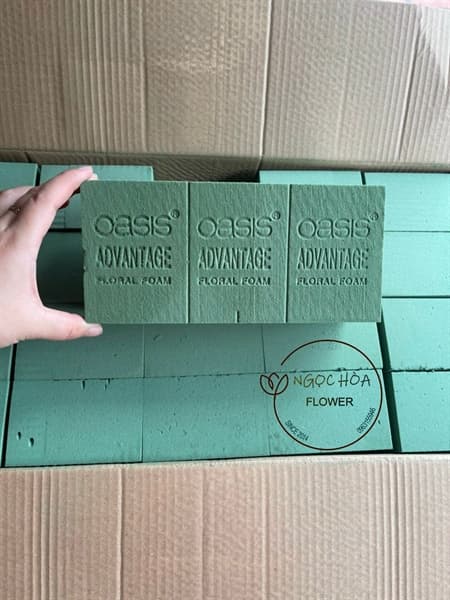 oasis®
ADVANTAGE
FLORAL FOAM
oasis®
ADVANTAGE
FLORAL FOAM
oasis®
ADVANTAGE
FLORAL FOAM
NGỌC HÒA
FLOWER
SINCE 2014